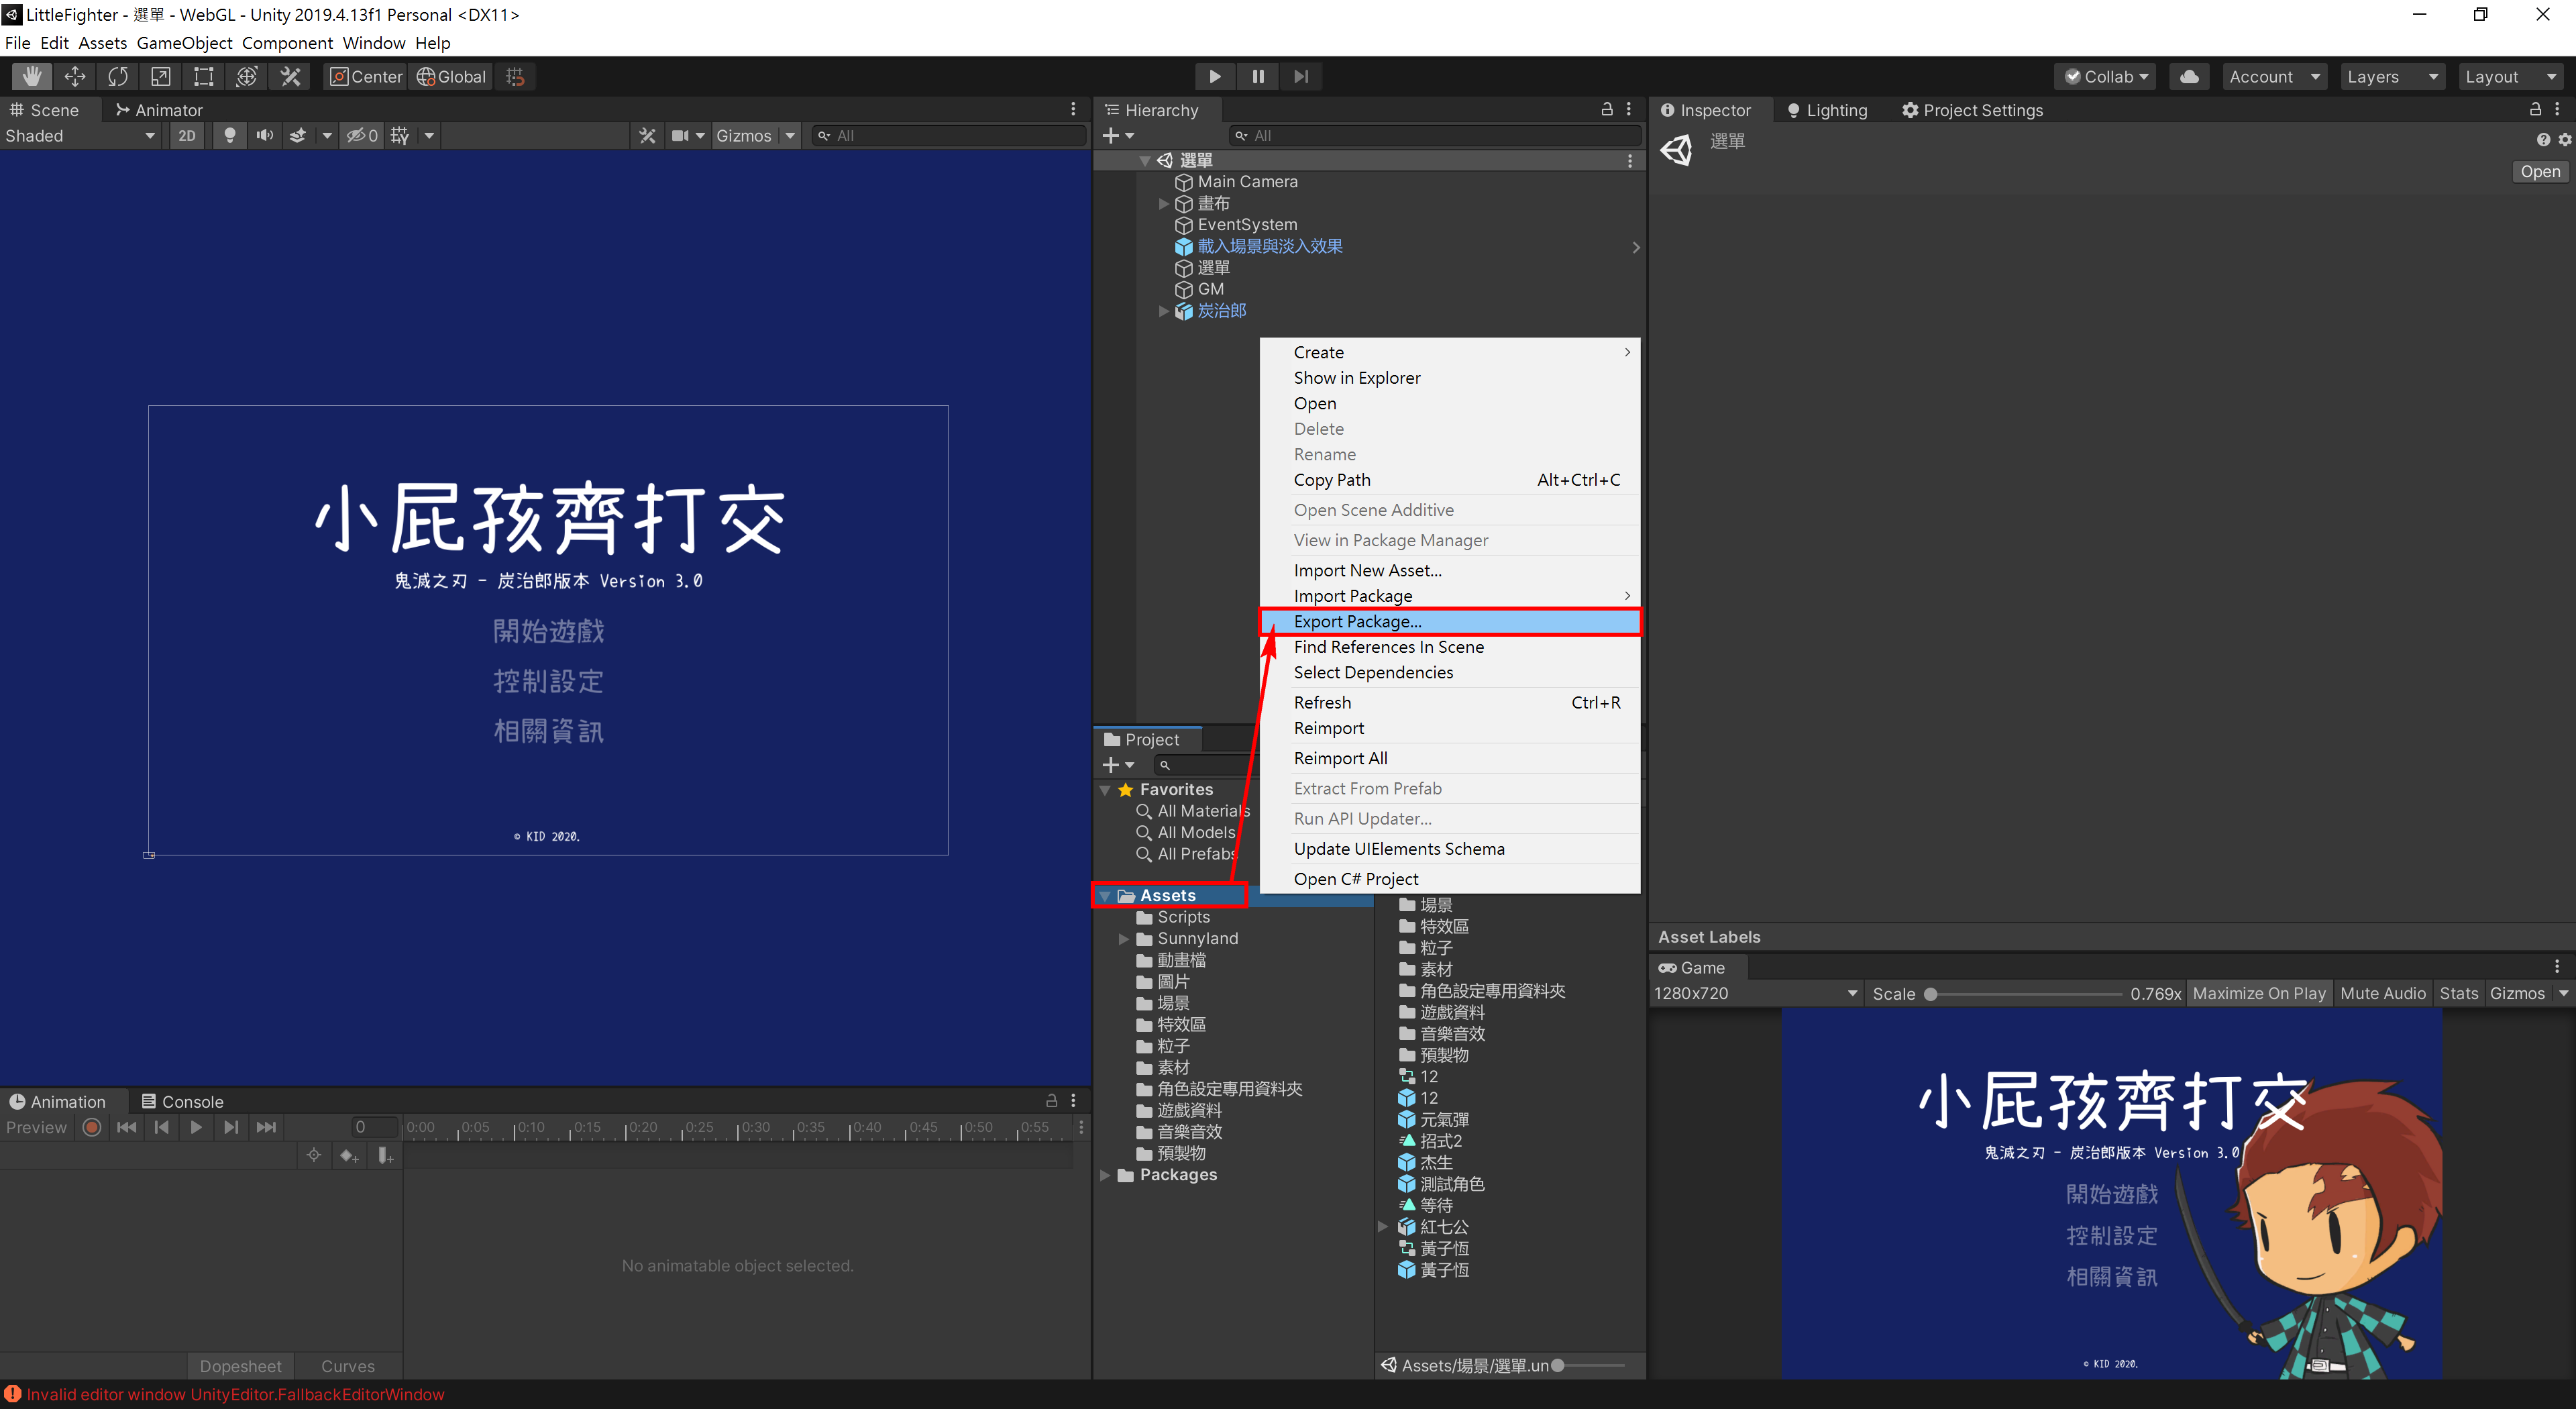 LittleFighter - 選單 - WebGL - Unity 2019.4.13f1 Personal <DX11>
File Edit Assets GameObject Component Window Help
Center Global Collab Account Layers Layout
Scene Animator
Shaded 2D 0 Gizmos All
小屁孩齊打交
鬼滅之刃 - 炭治郎版本 Version 3.0
開始遊戲
控制設定
相關資訊
© KID 2020.
Animation Console
Preview 0 0:00 0:05 0:10 0:15 0:20 0:25 0:30 0:35 0:40 0:45 0:50 0:55
No animatable object selected.
Dopesheet Curves
Invalid editor window UnityEditor.FallbackEditorWindow
Hierarchy
All
選單
Main Camera
畫布
EventSystem
載入場景與淡入效果
選單
GM
炭治郎
Create
Show in Explorer
Open
Delete
Rename
Copy Path Alt+Ctrl+C
Open Scene Additive
View in Package Manager
Import New Asset...
Import Package
Export Package...
Find References In Scene
Select Dependencies
Refresh Ctrl+R
Reimport
Reimport All
Extract From Prefab
Run API Updater...
Update UIElements Schema
Open C# Project
Project
Favorites
All Materials
All Models
All Prefabs
Assets
Scripts
Sunnyland
動畫檔
圖片
場景
特效區
粒子
素材
角色設定專用資料夾
遊戲資料
音樂音效
預製物
Packages
場景
特效區
粒子
素材
角色設定專用資料夾
遊戲資料
音樂音效
預製物
12
12
元氣彈
招式2
杰生
測試角色
等待
紅七公
黃子恆
黃子恆
Assets/場景/選單.un
Inspector Lighting Project Settings
選單
Open
Asset Labels
Game
1280x720 Scale 0.769x Maximize On Play Mute Audio Stats Gizmos
小屁孩齊打交
鬼滅之刃 - 炭治郎版本 Version 3.0
開始遊戲
控制設定
相關資訊
© KID 2020.